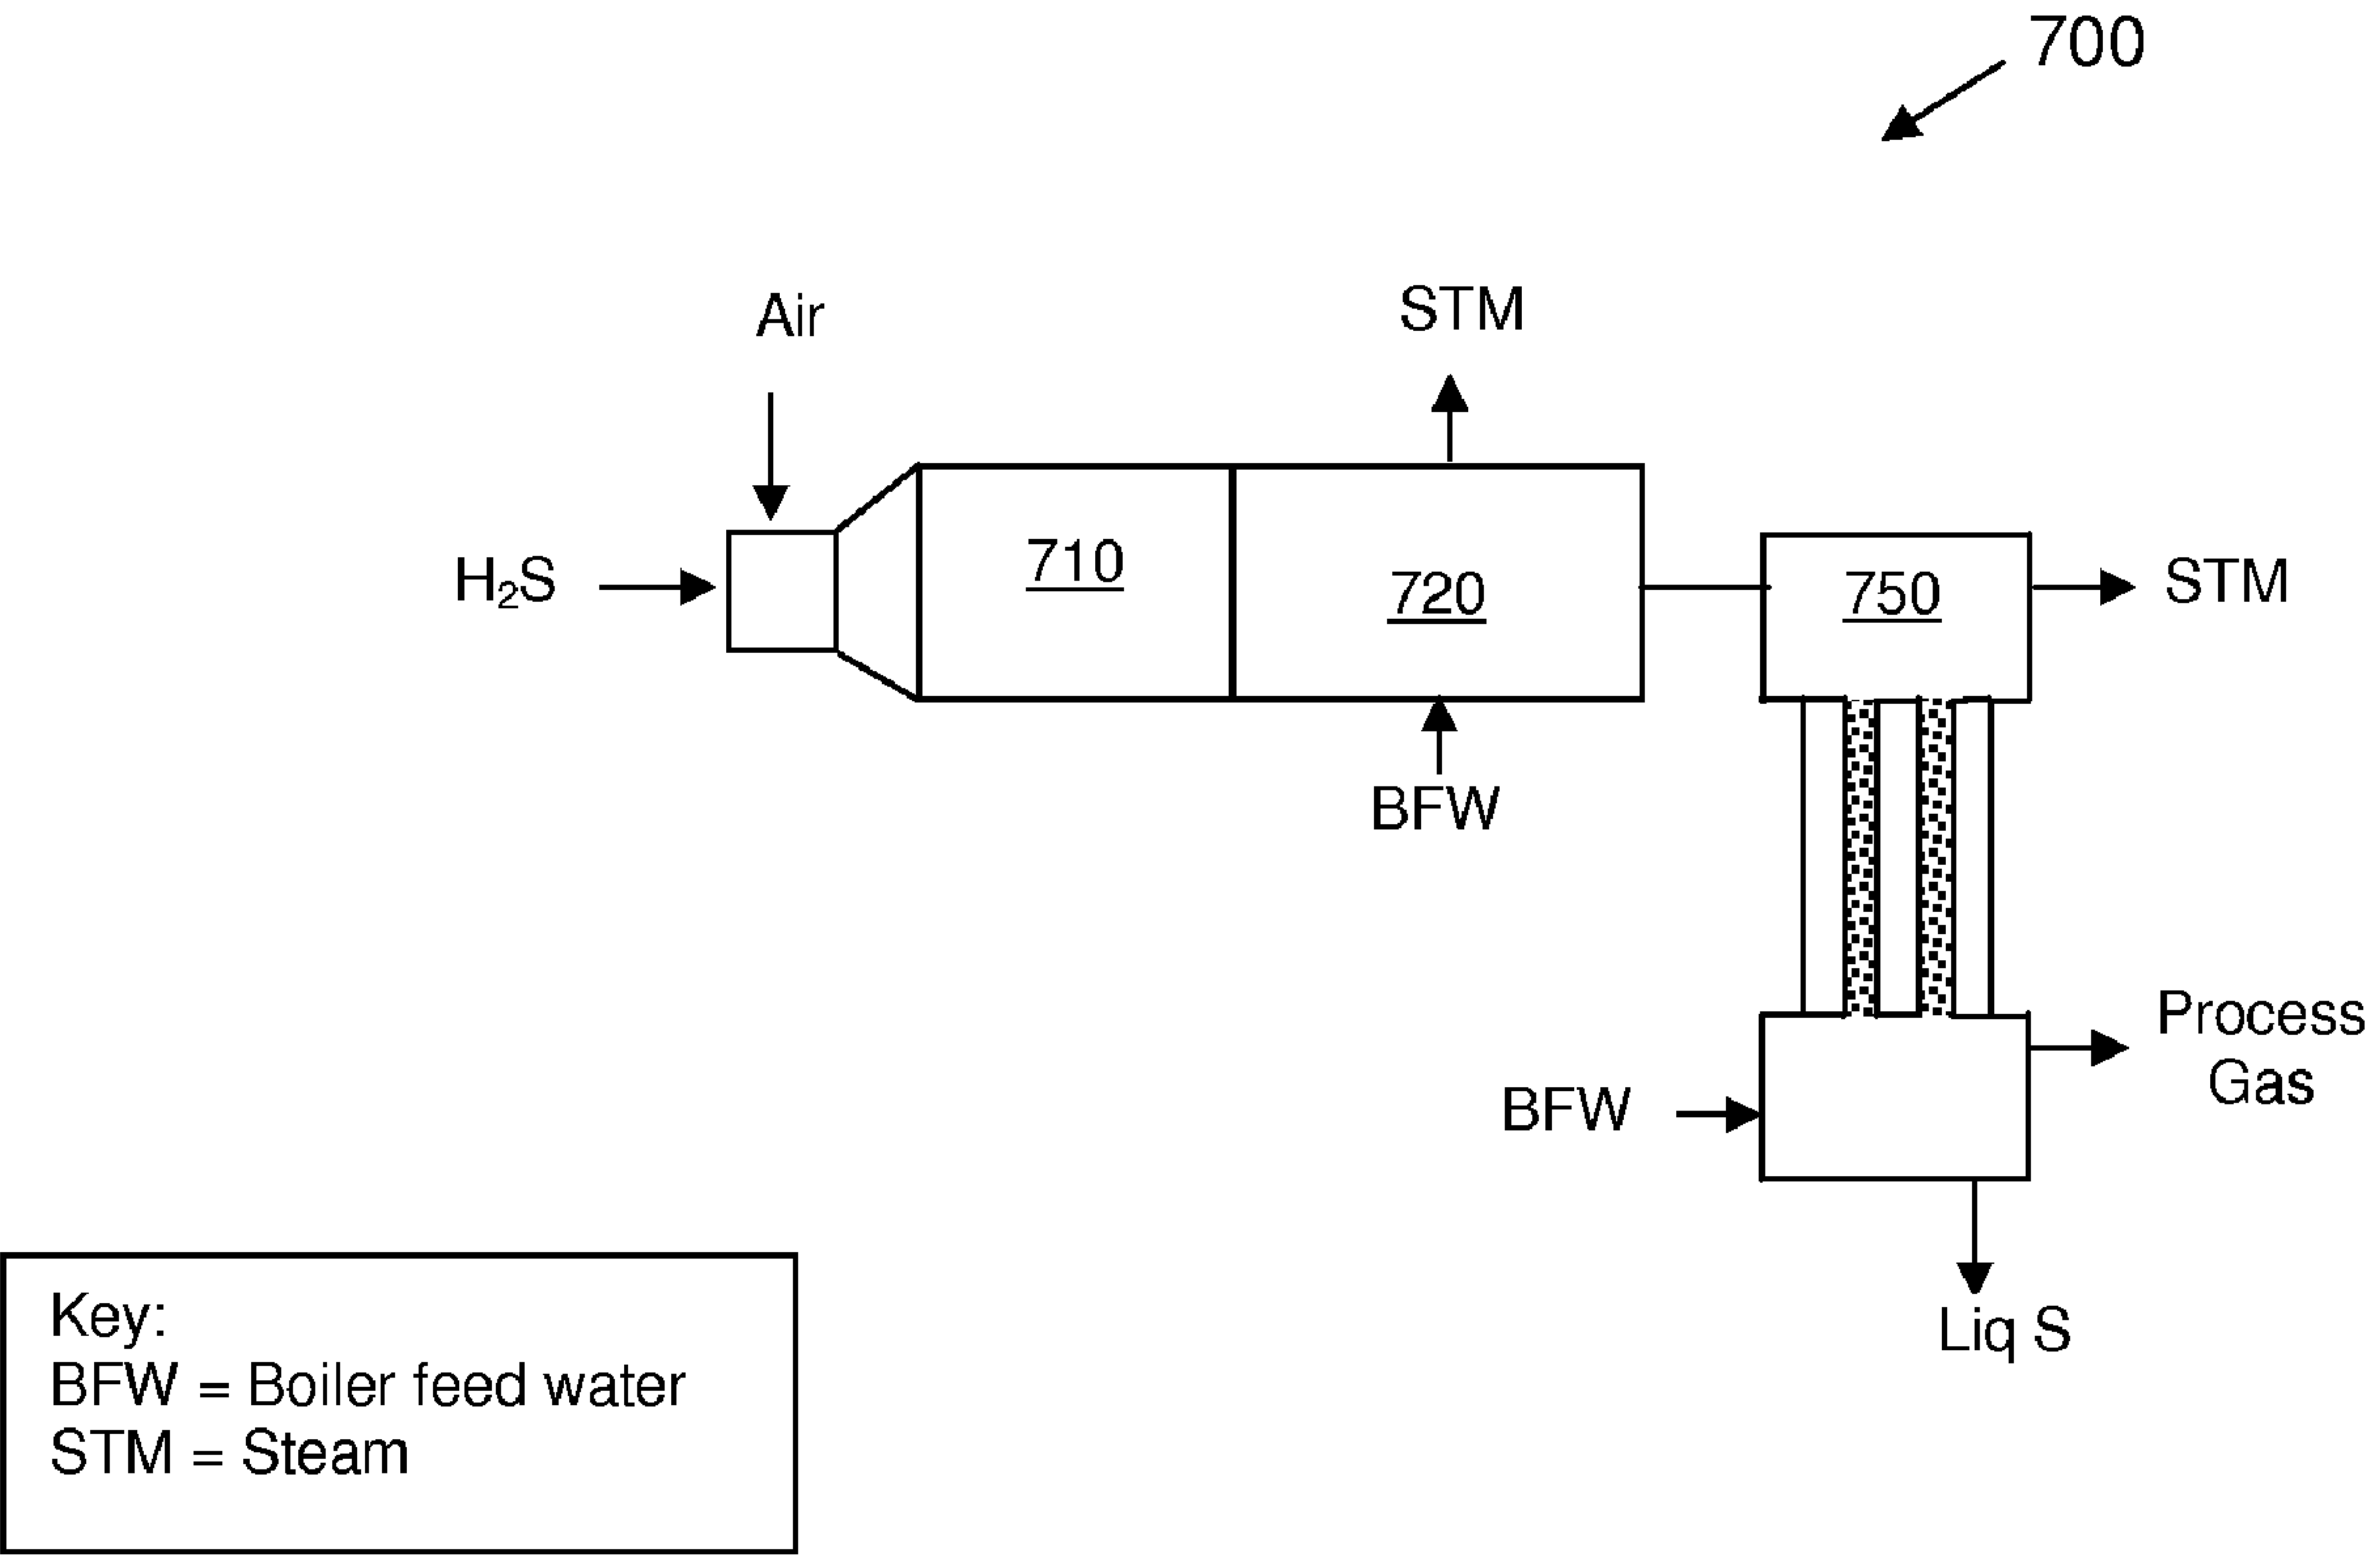 700
Air
STM
H₂S
710
720
750
STM
BFW
Process
Gas
BFW
Liq S
Key:
BFW = Boiler feed water
STM = Steam